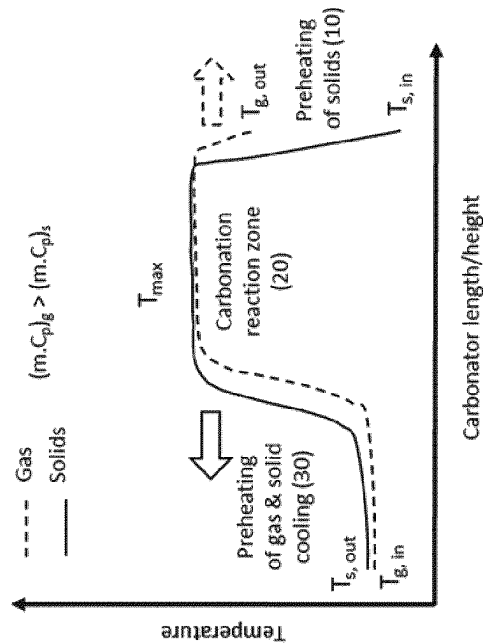 Gas
Solids
(m.Cp)g > (m.Cp)s
Tmax
Tg, out
Preheating
of solids (10)
Ts, in
Carbonation
reaction zone
(20)
Preheating
of gas & solid
cooling (30)
Ts, out
Tg, in
Temperature
Carbonator length/height